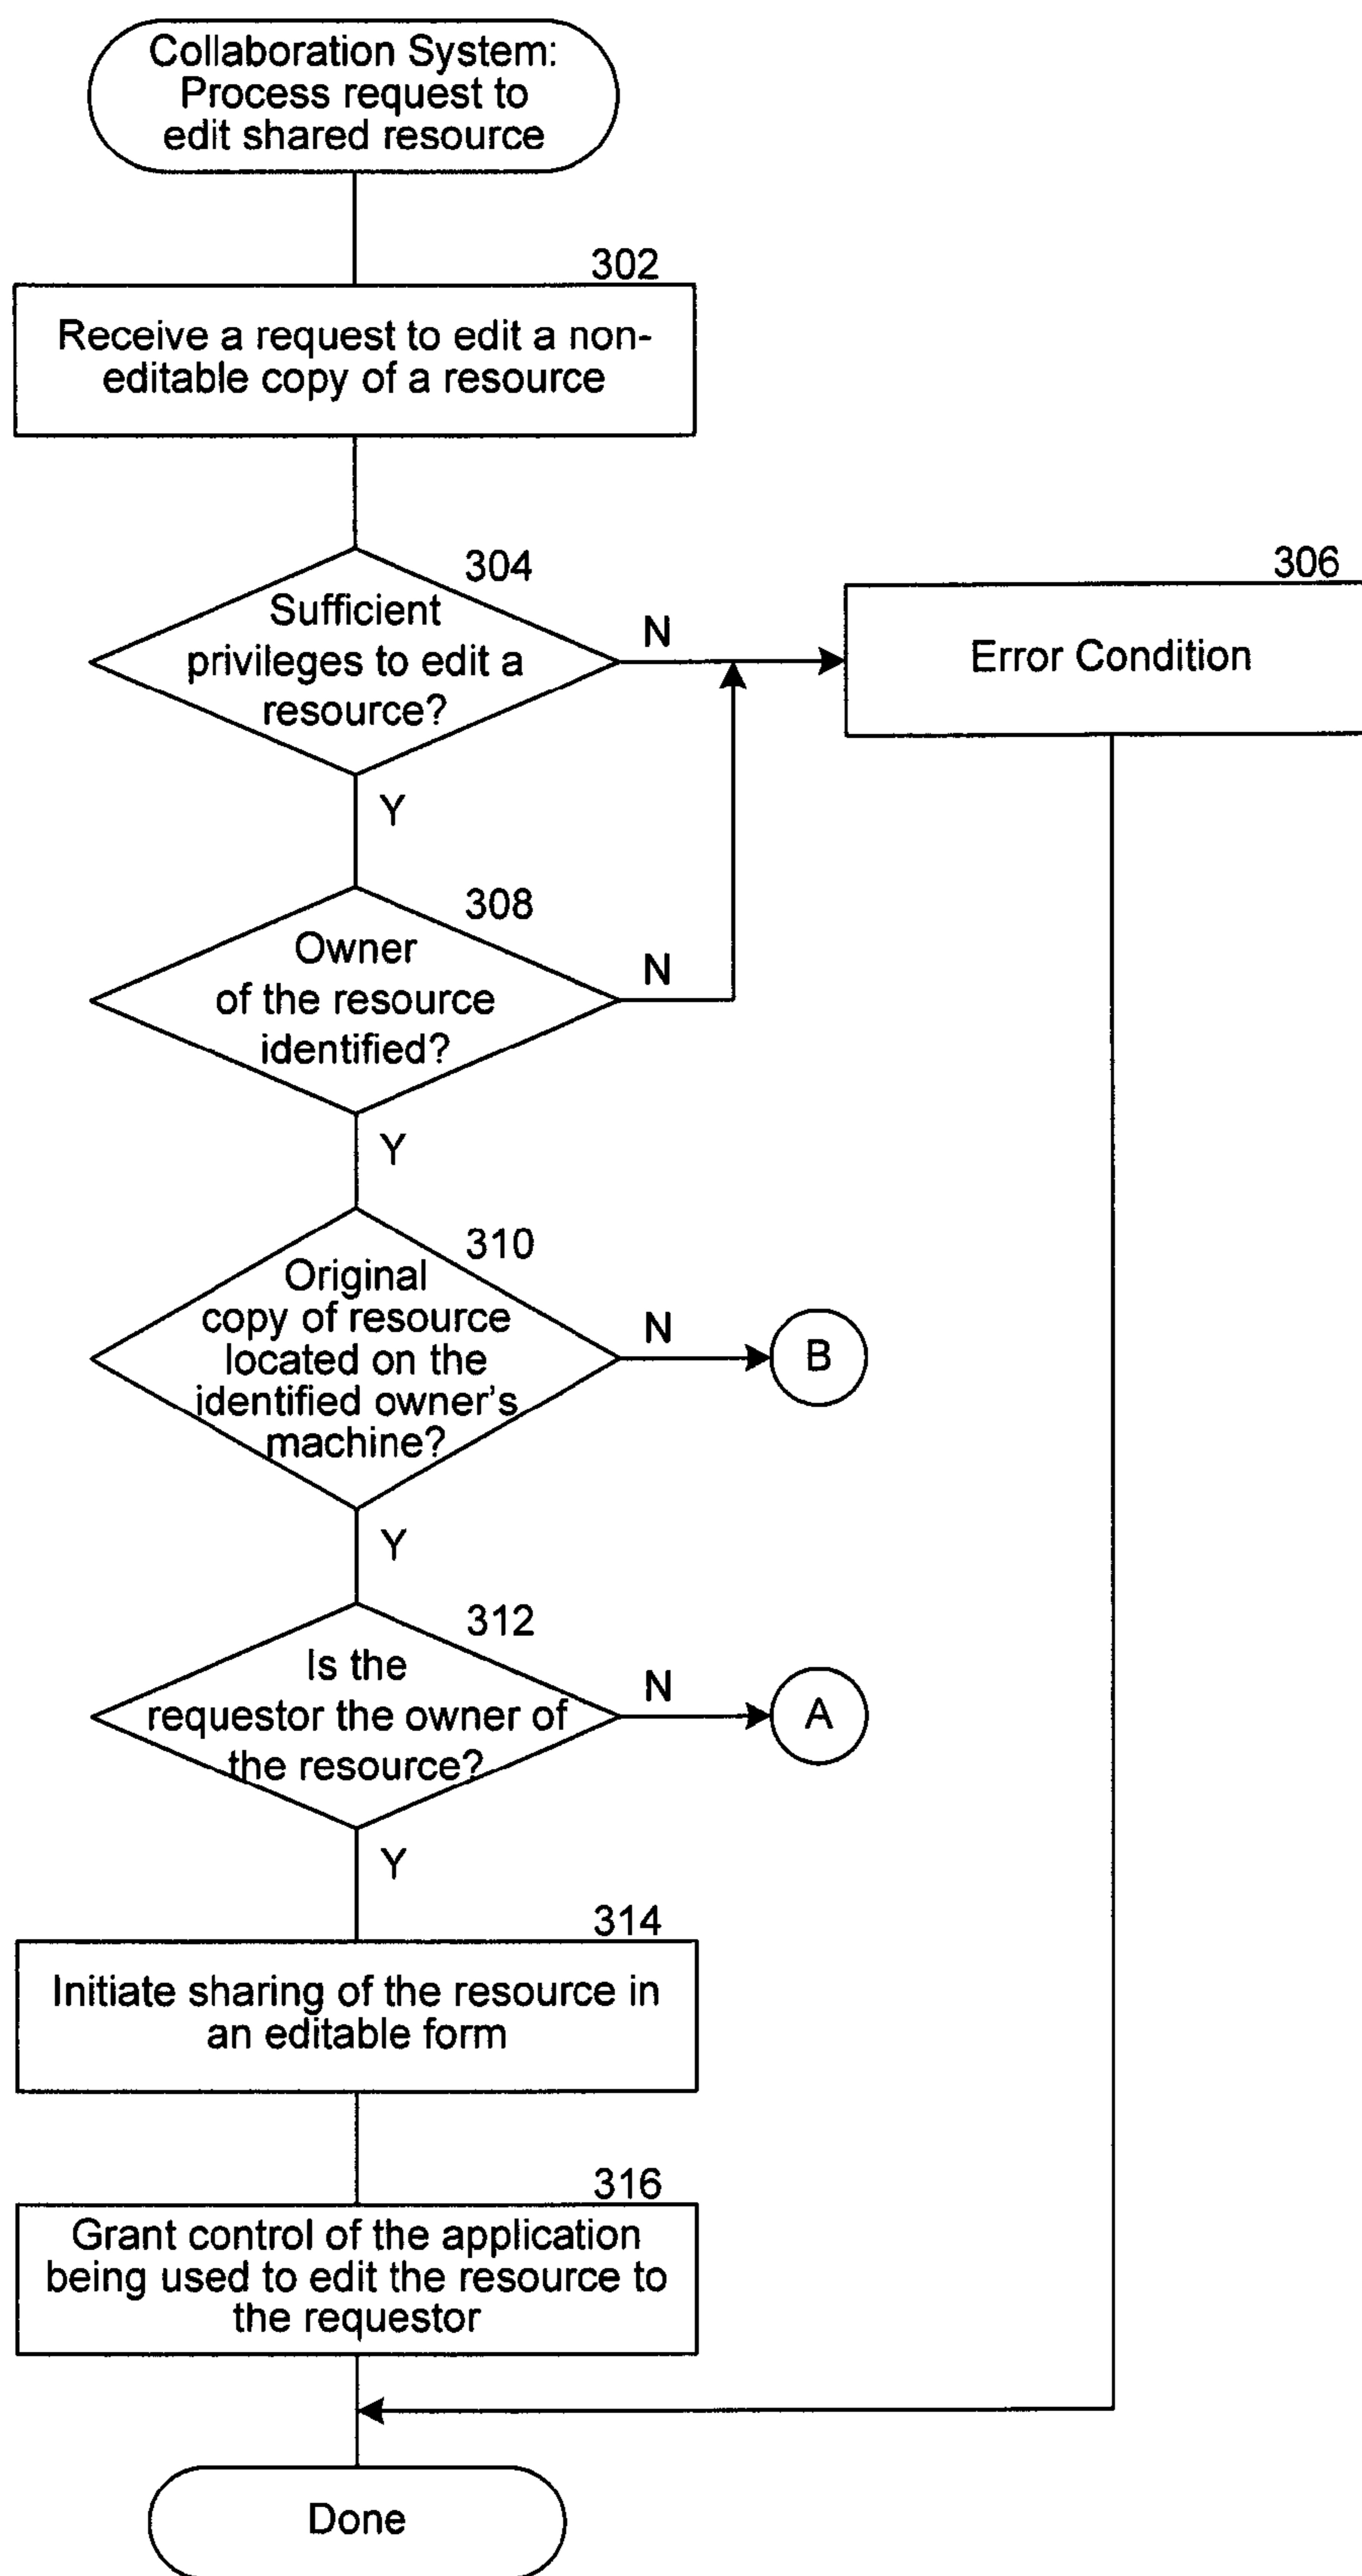 Collaboration System:
Process request to
edit shared resource
302
Receive a request to edit a non-
editable copy of a resource
304
Sufficient
privileges to edit a
resource?
N
306
Error Condition
Y
308
Owner
of the resource
identified?
N
Y
310
Original
copy of resource
located on the
identified owner's
machine?
N
B
Y
312
Is the
requestor the owner of
the resource?
N
A
Y
314
Initiate sharing of the resource in
an editable form
316
Grant control of the application
being used to edit the resource to
the requestor
Done